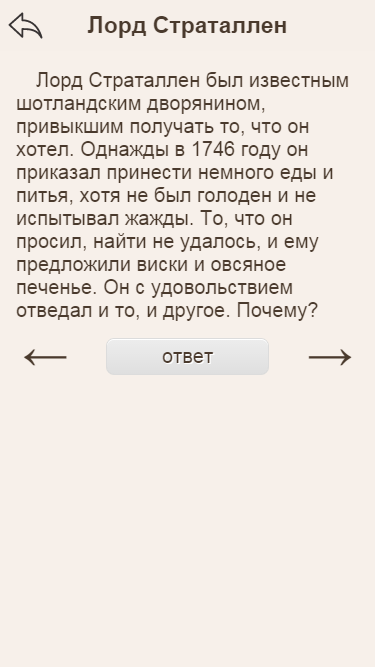 Лорд Страталлен
Лорд Страталлен был известным
шотландским дворянином,
привыкшим получать то, что он
хотел. Однажды в 1746 году он
приказал принести немного еды и
питья, хотя не был голоден и не
испытывал жажды. То, что он
просил, найти не удалось, и ему
предложили виски и овсяное
печенье. Он с удовольствием
отведал и то, и другое. Почему?
ответ